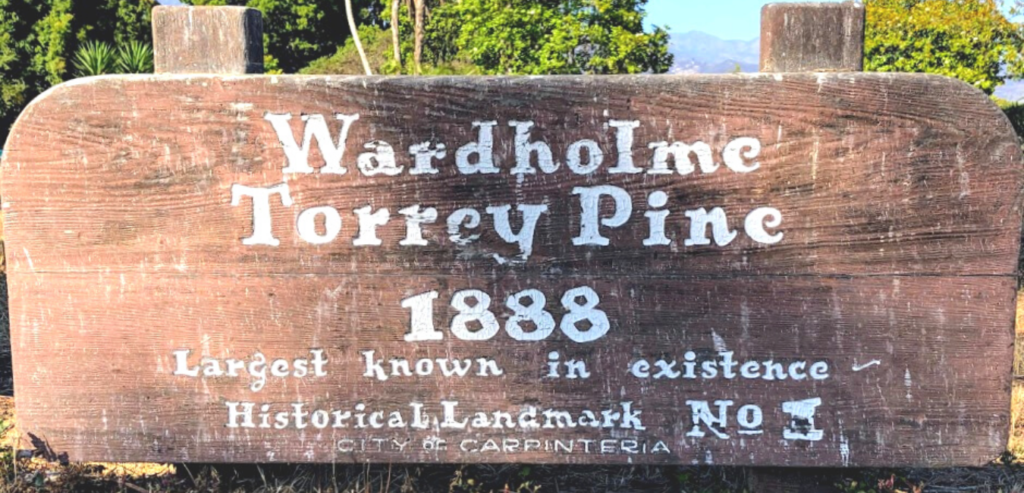 Wardholme
Torrey Pine
1888
Largest known in existence
Historical Landmark No 1
CITY OF CARPINTERIA